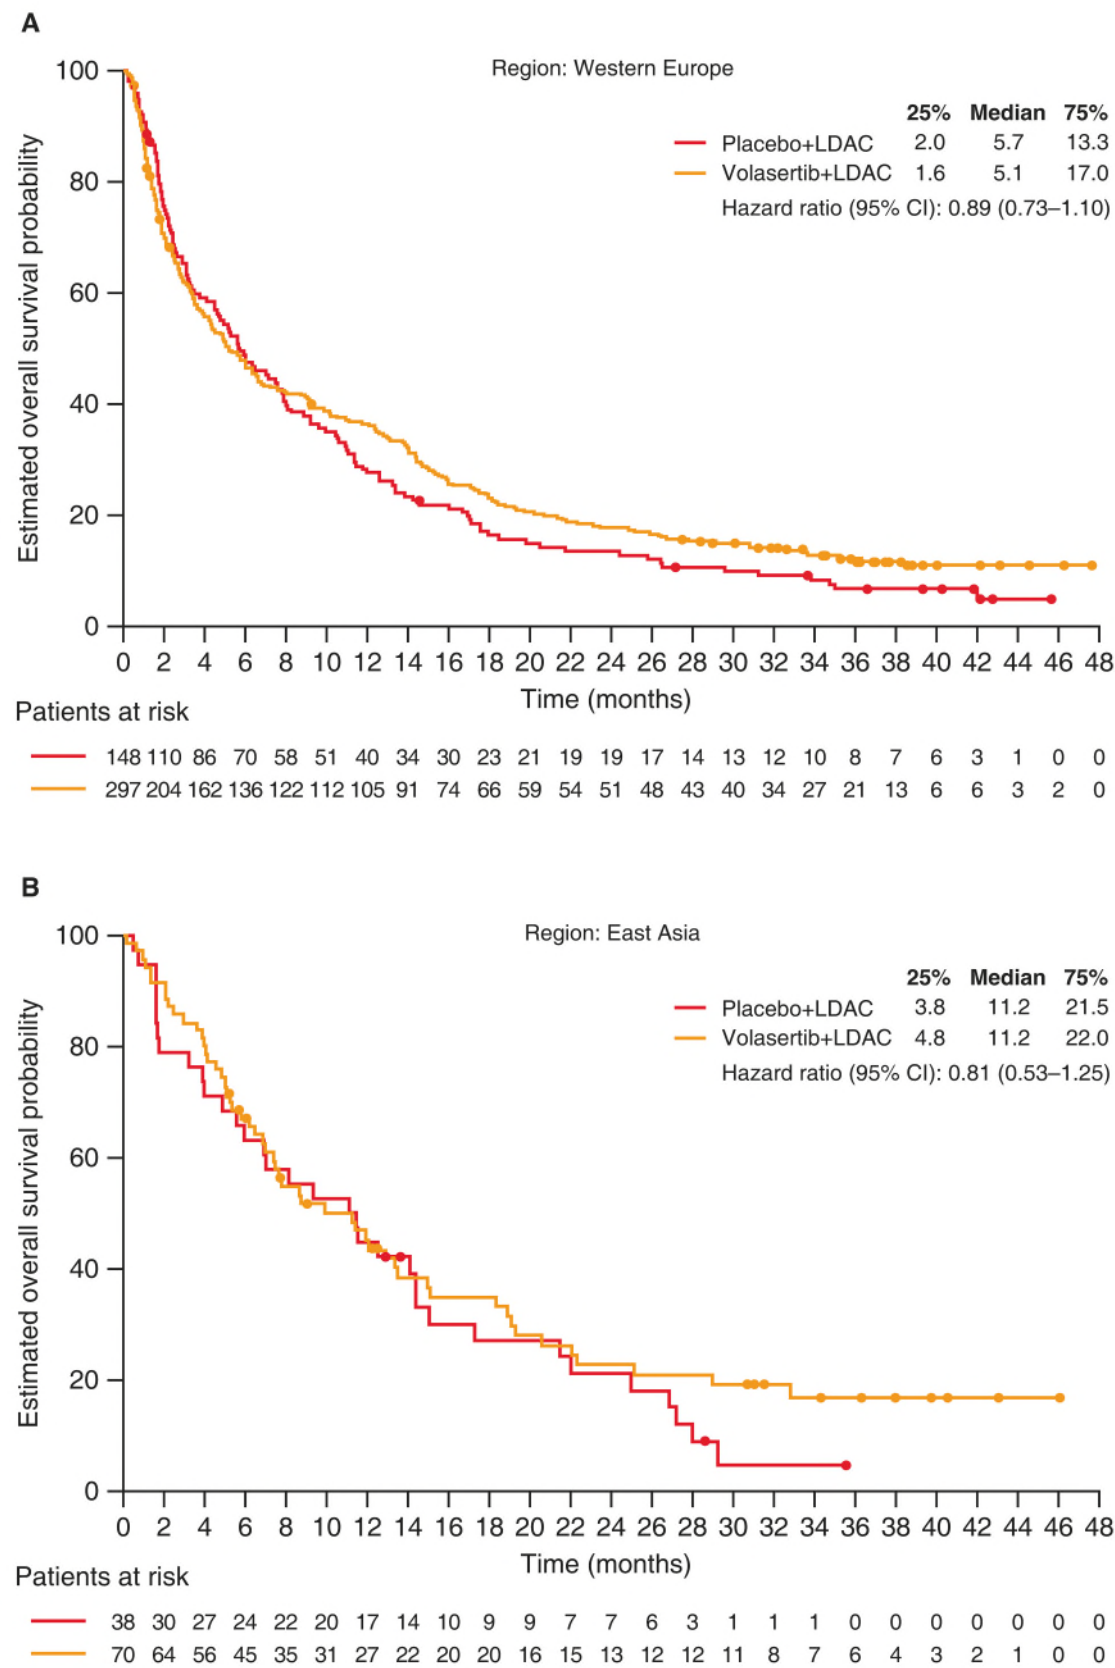 A
Region: Western Europe
25% Median 75%
Placebo+LDAC 2.0 5.7 13.3
Volasertib+LDAC 1.6 5.1 17.0
Hazard ratio (95% CI): 0.89 (0.73–1.10)
Estimated overall survival probability
100
80
60
40
20
0
0 2 4 6 8 10 12 14 16 18 20 22 24 26 28 30 32 34 36 38 40 42 44 46 48
Time (months)
Patients at risk
148 110 86 70 58 51 40 34 30 23 21 19 19 17 14 13 12 10 8 7 6 3 1 0 0
297 204 162 136 122 112 105 91 74 66 59 54 51 48 43 40 34 27 21 13 6 6 3 2 0
B
Region: East Asia
25% Median 75%
Placebo+LDAC 3.8 11.2 21.5
Volasertib+LDAC 4.8 11.2 22.0
Hazard ratio (95% CI): 0.81 (0.53–1.25)
Estimated overall survival probability
100
80
60
40
20
0
0 2 4 6 8 10 12 14 16 18 20 22 24 26 28 30 32 34 36 38 40 42 44 46 48
Time (months)
Patients at risk
38 30 27 24 22 20 17 14 10 9 9 7 7 6 3 1 1 1 0 0 0 0 0 0 0
70 64 56 45 35 31 27 22 20 20 16 15 13 12 12 11 8 7 6 4 3 2 1 0 0